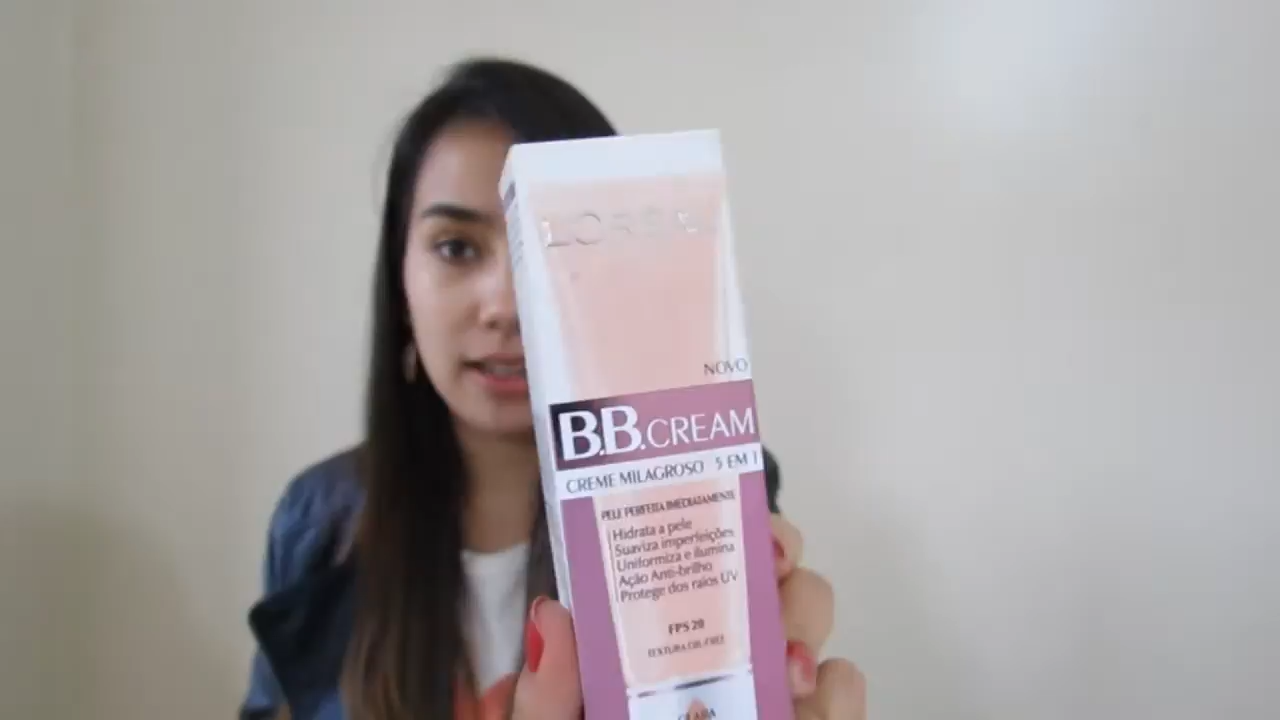 L'ORÉAL
NOVO
B.B. CREAM
CREME MILAGROSO 5 EM 1
PELE PERFEITA IMEDIATAMENTE
Hidrata a pele
Suaviza imperfeições
Uniformiza e ilumina
Ação Anti-brilho
Protege dos raios UV
FPS 20
TEXTURA OIL-FREE
CLARA